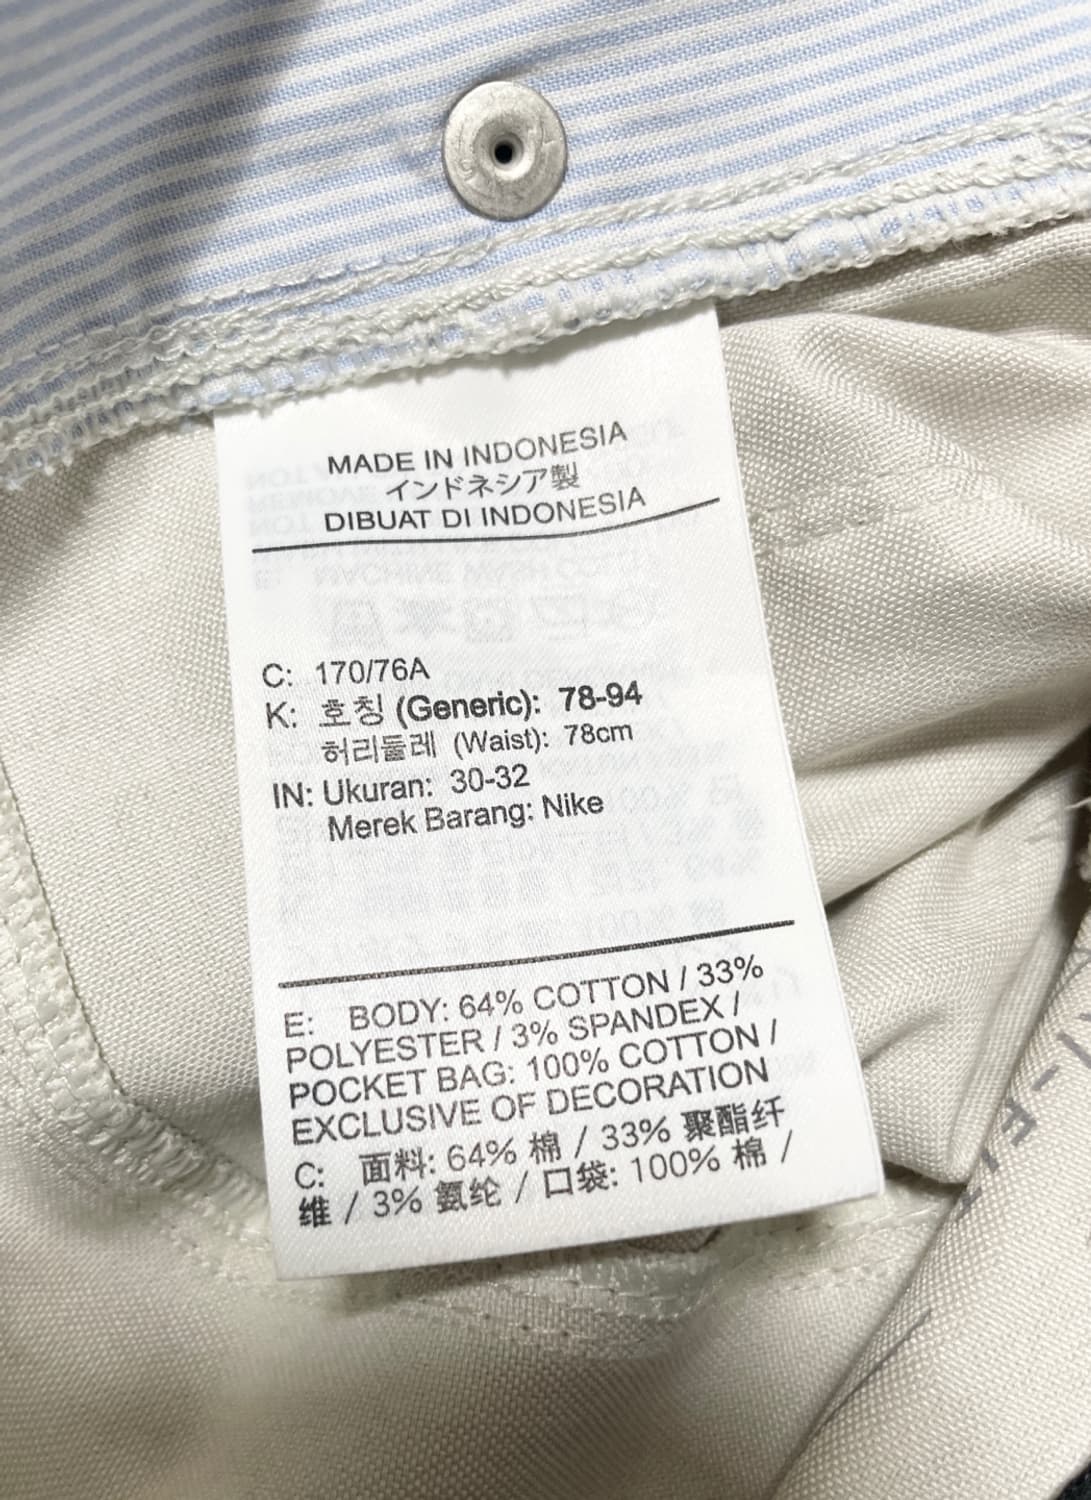 MADE IN INDONESIA
インドネシア製
DIBUAT DI INDONESIA
C: 170/76A
K: 호칭 (Generic): 78-94
허리둘레 (Waist): 78cm
IN: Ukuran: 30-32
Merek Barang: Nike
E: BODY: 64% COTTON / 33%
POLYESTER / 3% SPANDEX /
POCKET BAG: 100% COTTON /
EXCLUSIVE OF DECORATION
C: 面料: 64% 棉 / 33% 聚酯纤
维 / 3% 氨纶 / 口袋: 100% 棉 /